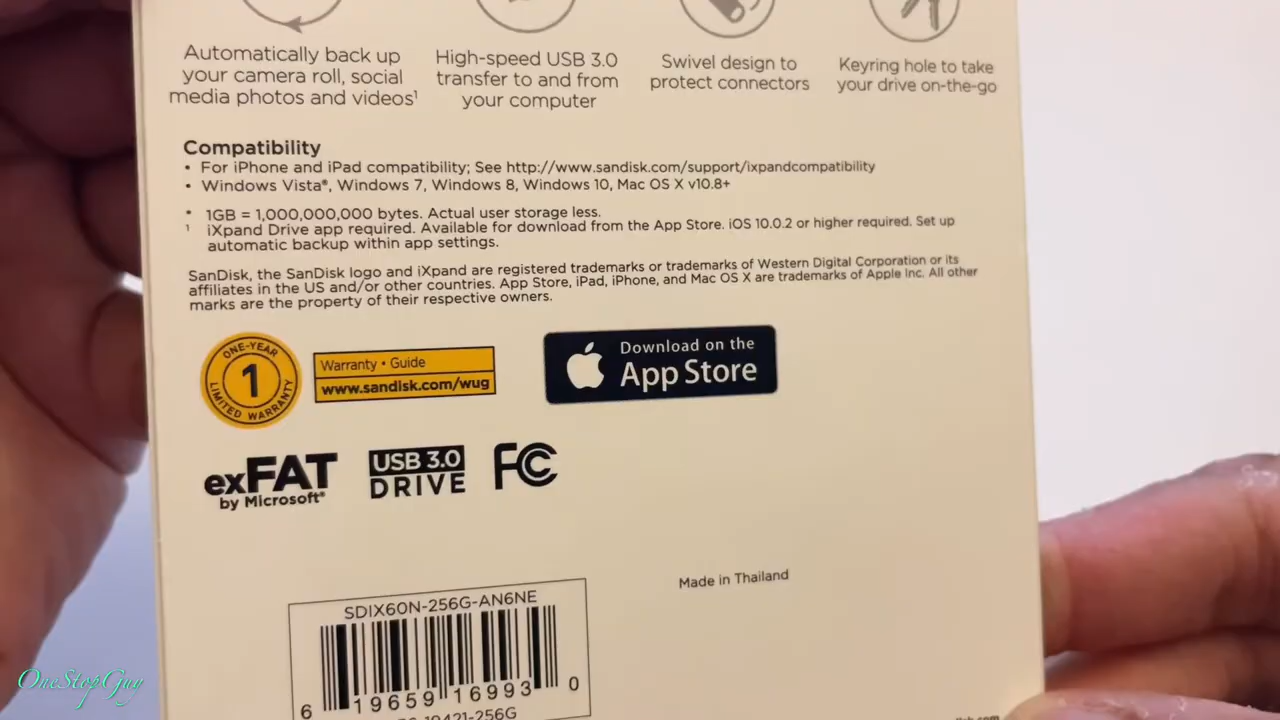 Automatically back up
your camera roll, social
media photos and videos¹
High-speed USB 3.0
transfer to and from
your computer
Swivel design to
protect connectors
Keyring hole to take
your drive on-the-go
Compatibility
• For iPhone and iPad compatibility; See http://www.sandisk.com/support/ixpandcompatibility
• Windows Vista®, Windows 7, Windows 8, Windows 10, Mac OS X v10.8+
* 1GB = 1,000,000,000 bytes. Actual user storage less.
¹ iXpand Drive app required. Available for download from the App Store. iOS 10.0.2 or higher required. Set up
automatic backup within app settings.
SanDisk, the SanDisk logo and iXpand are registered trademarks or trademarks of Western Digital Corporation or its
affiliates in the US and/or other countries. App Store, iPad, iPhone, and Mac OS X are trademarks of Apple Inc. All other
marks are the property of their respective owners.
ONE-YEAR
1
LIMITED WARRANTY
Warranty • Guide
www.sandisk.com/wug
Download on the
App Store
exFAT
by Microsoft®
USB 3.0
DRIVE
FC
Made in Thailand
SDIX60N-256G-AN6NE
6 19659 16993 0
OneStopGuy